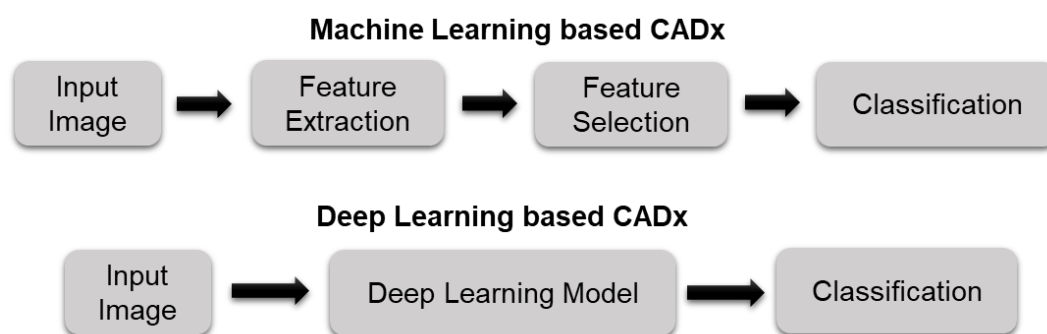 Machine Learning based CADx
Input
Image
Feature
Extraction
Feature
Selection
Classification
Deep Learning based CADx
Input
Image
Deep Learning Model
Classification